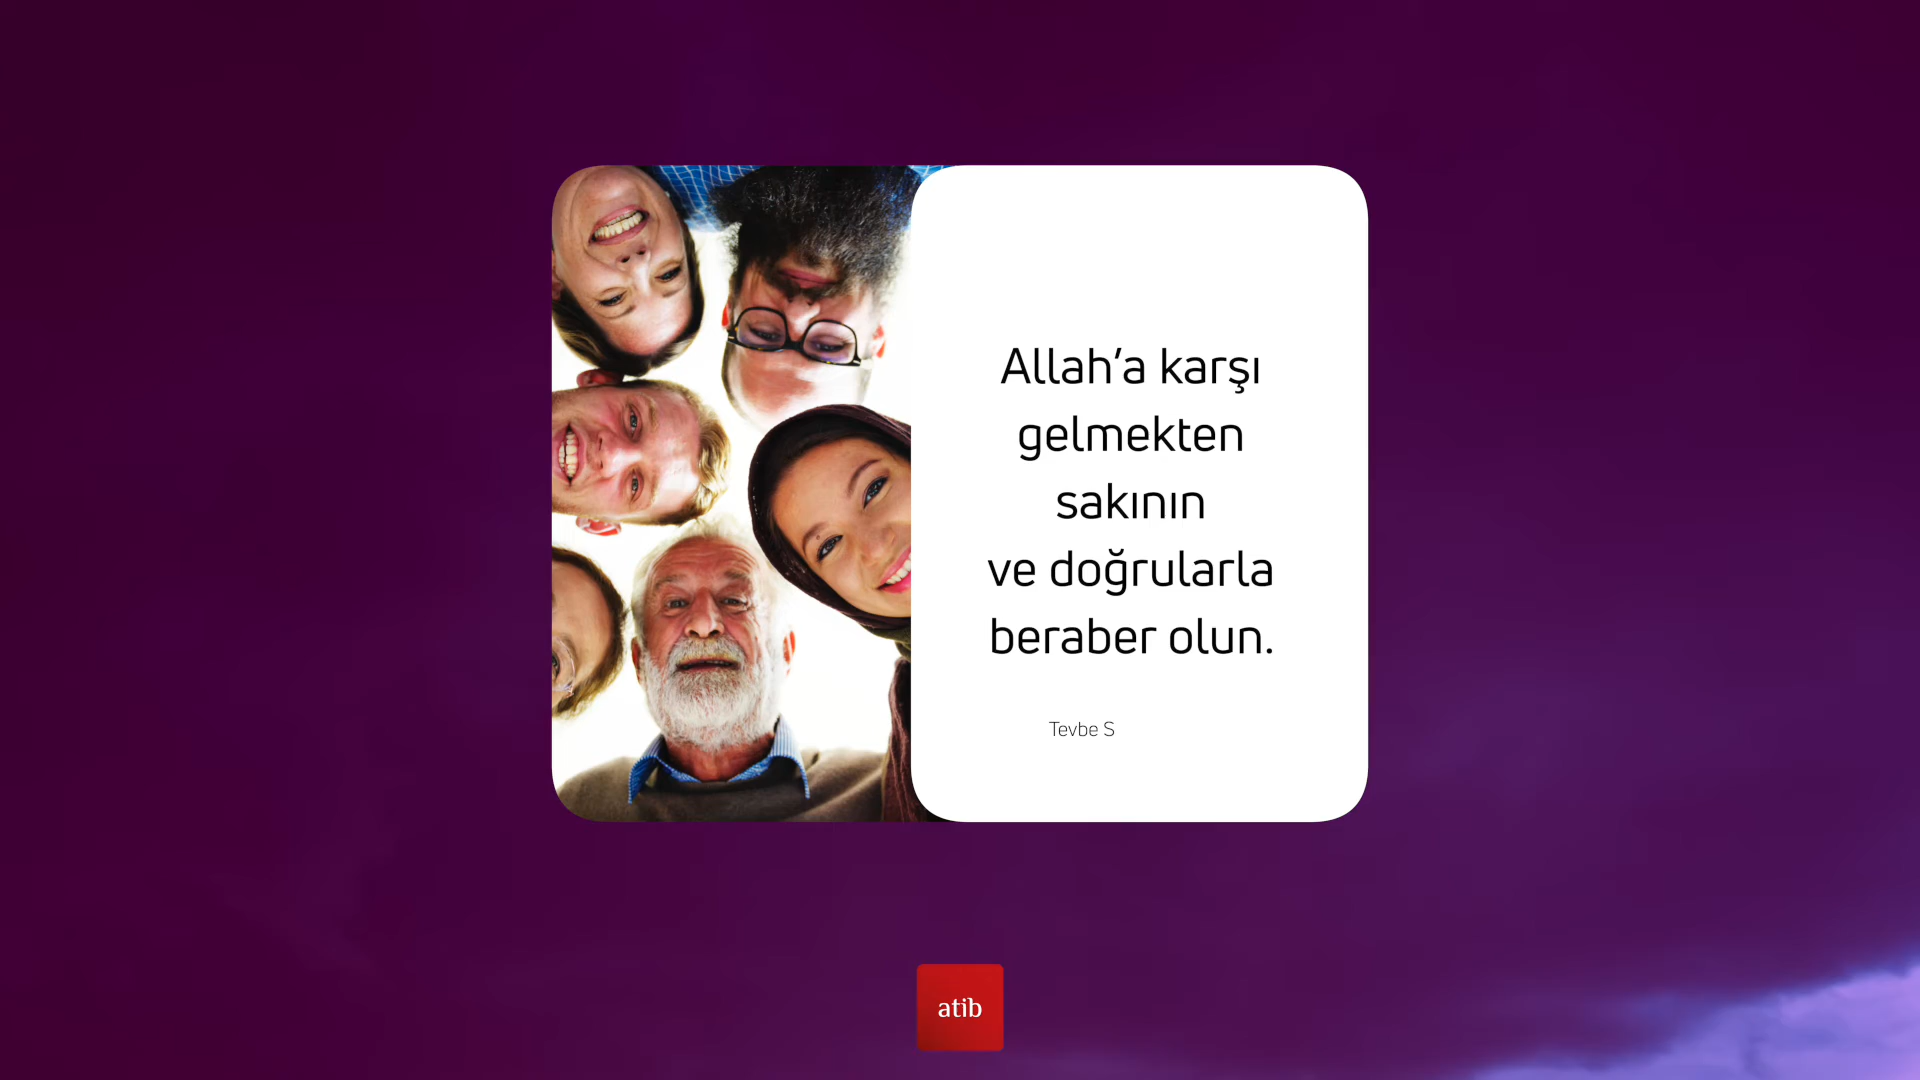 Allah’a karşı
gelmekten
sakının
ve doğrularla
beraber olun.
Tevbe S
atib